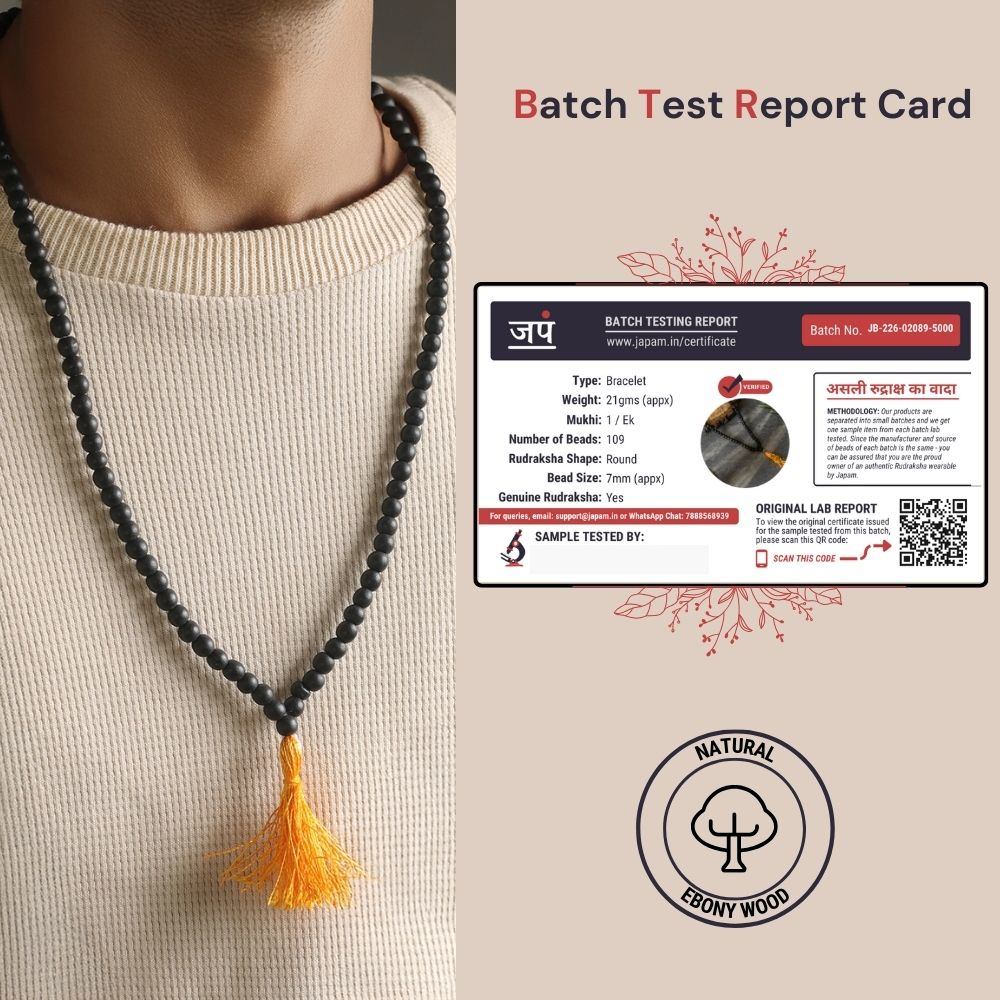 Batch Test Report Card
जपं
BATCH TESTING REPORT
www.japam.in/certificate
Batch No. JB-226-02089-5000
Type: Bracelet
Weight: 21gms (appx)
Mukhi: 1 / Ek
Number of Beads: 109
Rudraksha Shape: Round
Bead Size: 7mm (appx)
Genuine Rudraksha: Yes
VERIFIED
असली रुद्राक्ष का वादा
METHODOLOGY: Our products are
separated into small batches and we get
one sample item from each batch lab
tested. Since the manufacturer and source
of beads of each batch is the same - you
can be assured that you are the proud
owner of an authentic Rudraksha wearable
by Japam.
For queries, email: support@japam.in or WhatsApp Chat: 7888568939
SAMPLE TESTED BY:
ORIGINAL LAB REPORT
To view the original certificate issued
for the sample tested from this batch,
please scan this QR code:
SCAN THIS CODE
NATURAL
EBONY WOOD